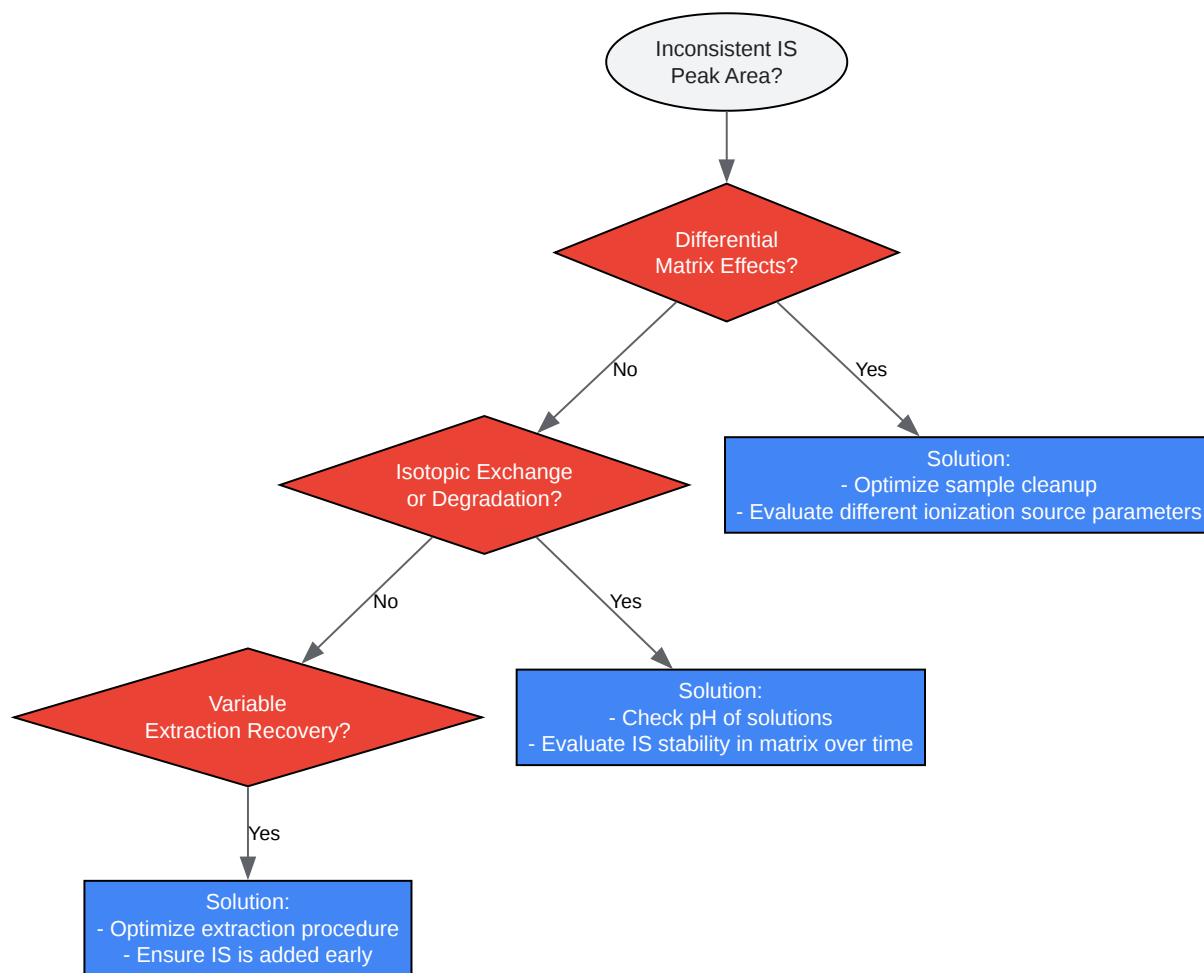 Inconsistent IS
Peak Area?
Differential
Matrix Effects?
No
Yes
Isotopic Exchange
or Degradation?
Solution:
- Optimize sample cleanup
- Evaluate different ionization source parameters
No
Yes
Variable
Extraction Recovery?
Solution:
- Check pH of solutions
- Evaluate IS stability in matrix over time
Yes
Solution:
- Optimize extraction procedure
- Ensure IS is added early